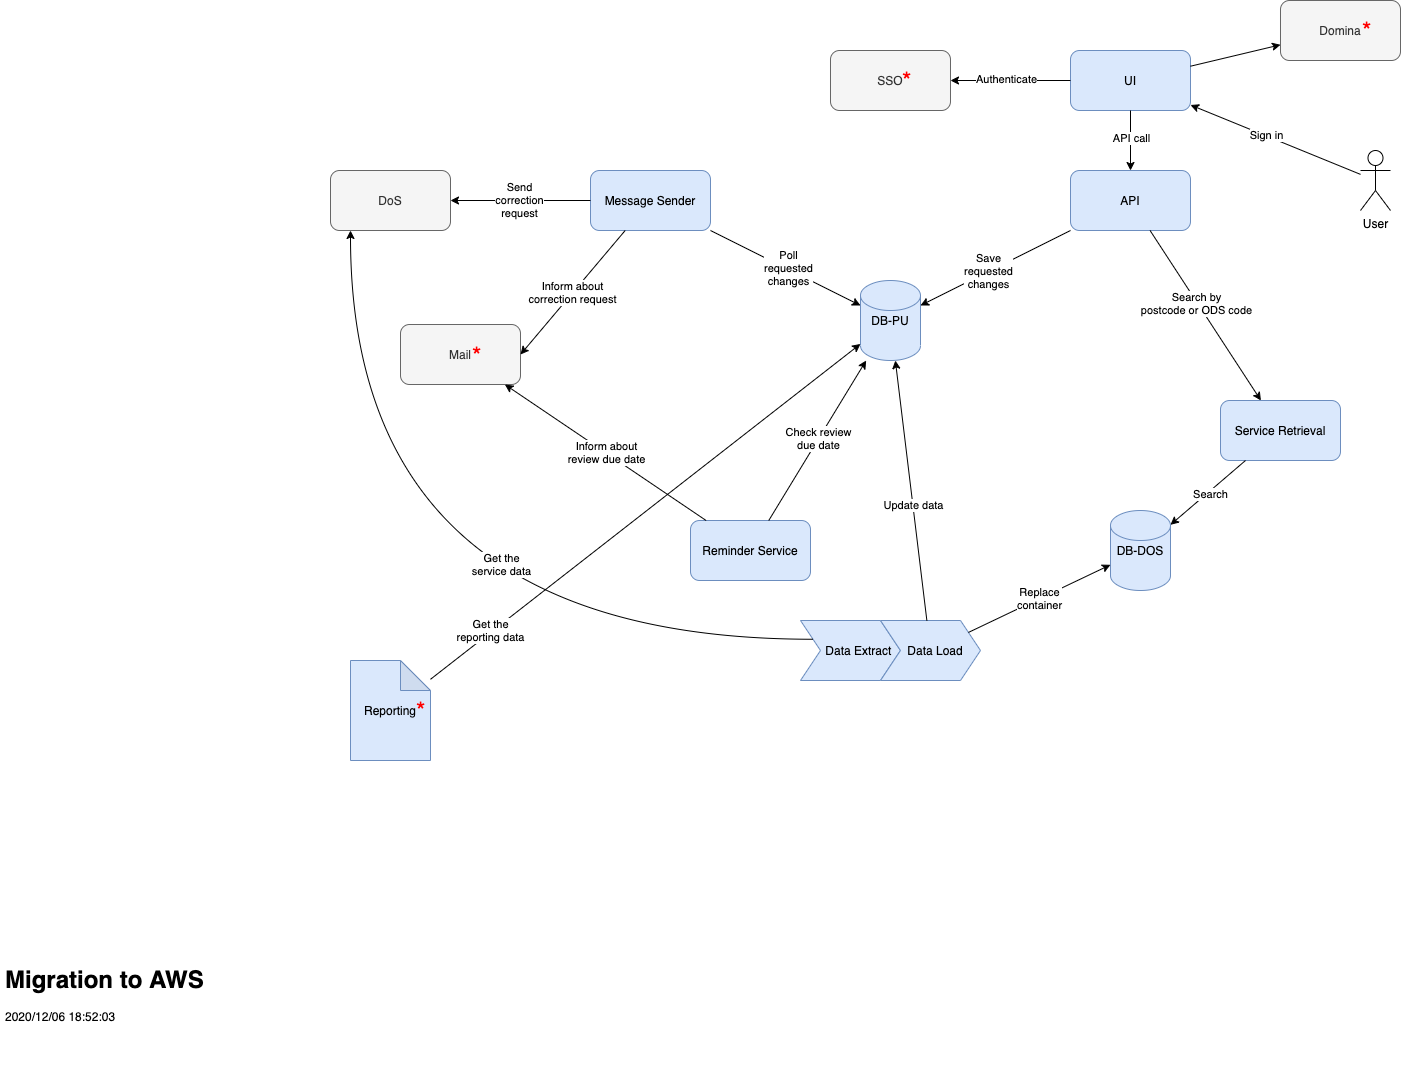 Domina *
SSO *
Authenticate
UI
API call
Sign in
User
DoS
Send
correction
request
Message Sender
API
Poll
requested
changes
Save
requested
changes
Inform about
correction request
DB-PU
Search by
postcode or ODS code
Mail *
Check review
due date
Inform about
review due date
Service Retrieval
Update data
Search
Reminder Service
DB-DOS
Get the
service data
Replace
container
Get the
reporting data
Data Extract
Data Load
Reporting *
Migration to AWS
2020/12/06 18:52:03